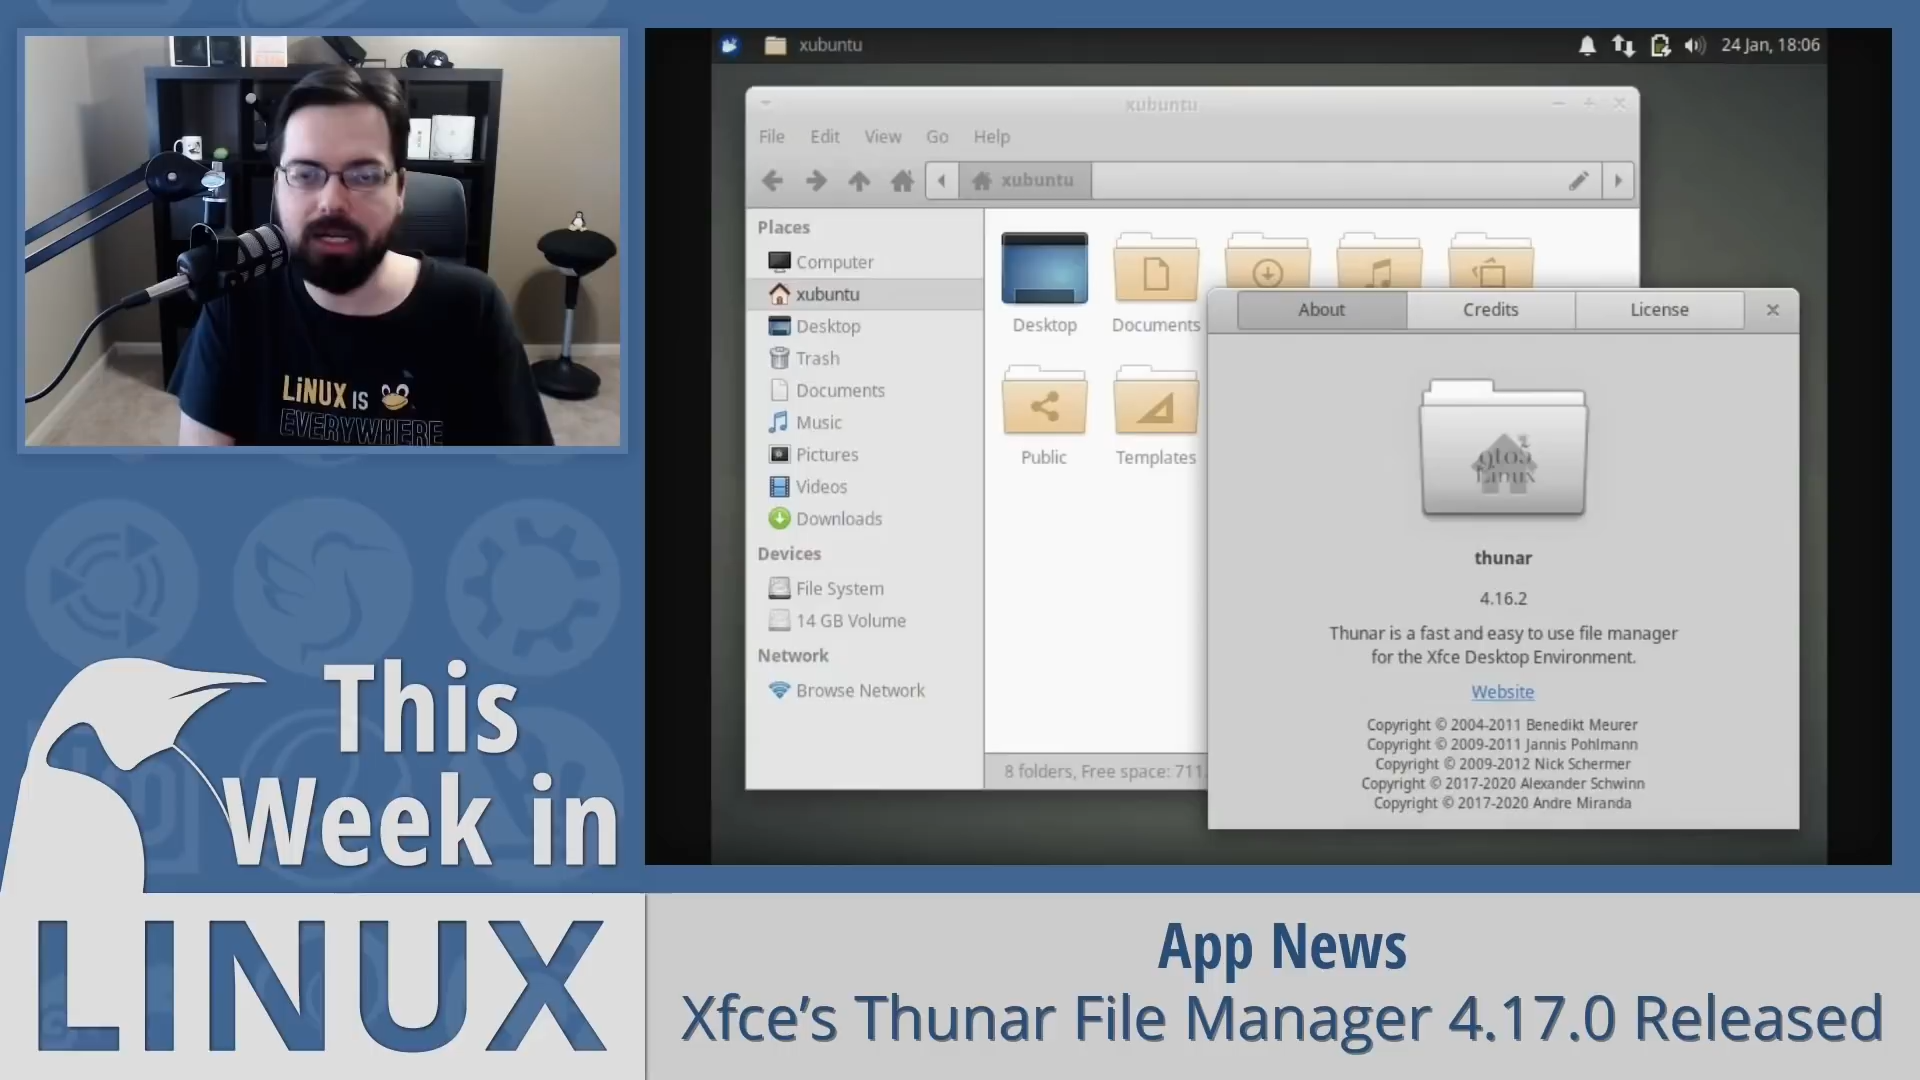 LiNUX IS
EVERYWHERE
This
Week in
LINUX
xubuntu
24 Jan, 18:06
xubuntu
File Edit View Go Help
xubuntu
Places
Computer
xubuntu
Desktop
Trash
Documents
Music
Pictures
Videos
Downloads
Devices
File System
14 GB Volume
Network
Browse Network
Desktop
Documents
Public
Templates
8 folders, Free space: 711.
About
Credits
License
9to5
Linux
thunar
4.16.2
Thunar is a fast and easy to use file manager
for the Xfce Desktop Environment.
Website
Copyright © 2004-2011 Benedikt Meurer
Copyright © 2009-2011 Jannis Pohlmann
Copyright © 2009-2012 Nick Schermer
Copyright © 2017-2020 Alexander Schwinn
Copyright © 2017-2020 Andre Miranda
App News
Xfce’s Thunar File Manager 4.17.0 Released